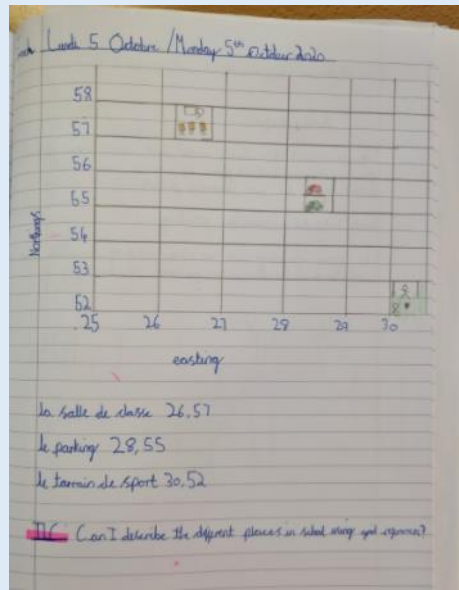 Lundi 5 Octobre / Monday 5th October 2020
58
57
56
55
54
53
52
Northings
25 26 27 28 29 30
easting
la salle de classe 26,57
le parking 28,55
le terrain de sport 30,52
Can I describe the different places in school using grid references?